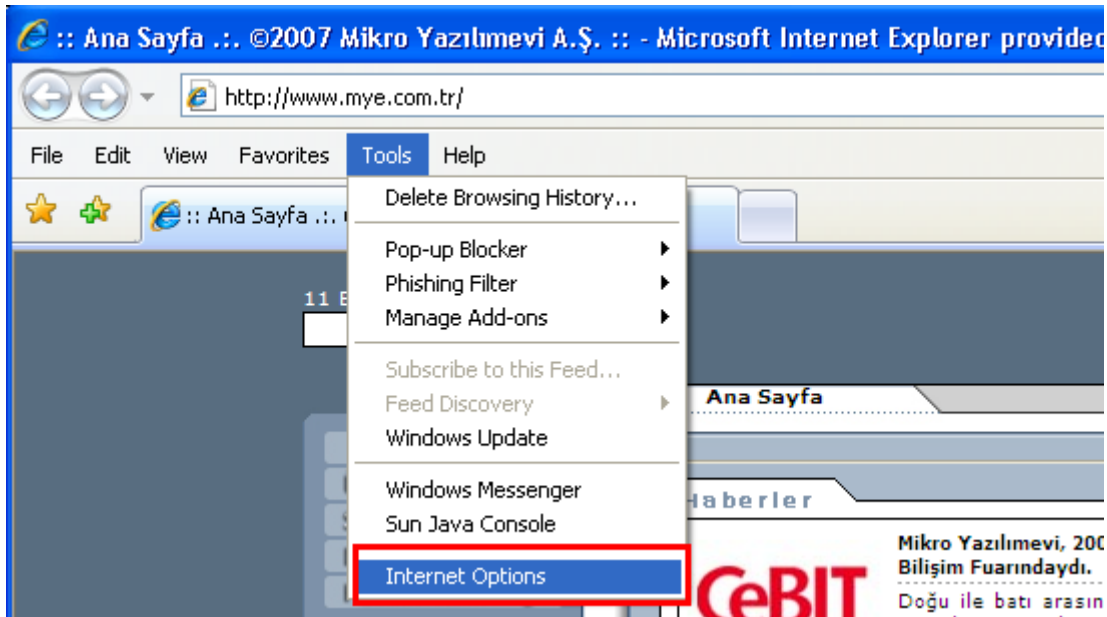 :: Ana Sayfa .:. ©2007 Mikro Yazılımevi A.Ş. :: - Microsoft Internet Explorer provided
http://www.mye.com.tr/
File Edit View Favorites Tools Help
:: Ana Sayfa .:.
Delete Browsing History...
Pop-up Blocker
Phishing Filter
11
Manage Add-ons
Subscribe to this Feed...
Feed Discovery
Ana Sayfa
Windows Update
Windows Messenger
Haberler
Sun Java Console
Internet Options
CeBIT
Mikro Yazılımevi, 200
Bilişim Fuarındaydı.
Doğu ile batı arasın